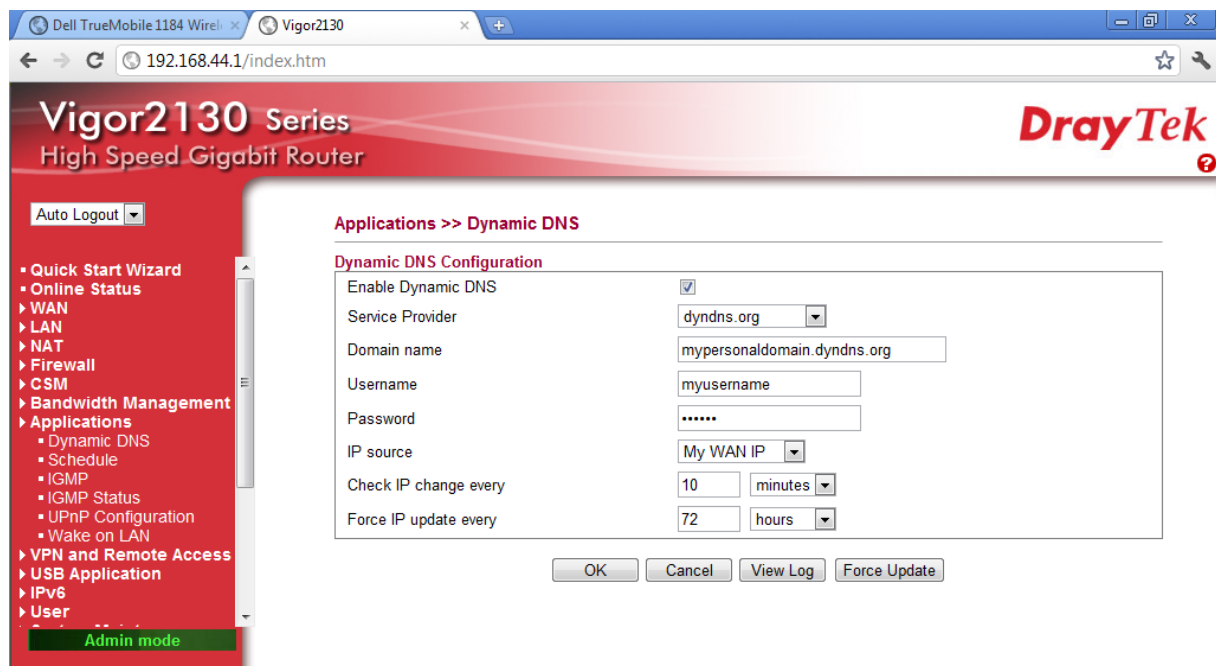 Dell TrueMobile 1184 Wirel
Vigor2130
192.168.44.1/index.htm
Vigor2130 Series
High Speed Gigabit Router
DrayTek
?
Auto Logout
Quick Start Wizard
Online Status
WAN
LAN
NAT
Firewall
CSM
Bandwidth Management
Applications
Dynamic DNS
Schedule
IGMP
IGMP Status
UPnP Configuration
Wake on LAN
VPN and Remote Access
USB Application
IPv6
User
Admin mode
Applications >> Dynamic DNS
Dynamic DNS Configuration
Enable Dynamic DNS
Service Provider dyndns.org
Domain name mypersonaldomain.dyndns.org
Username myusername
Password ••••••
IP source My WAN IP
Check IP change every 10 minutes
Force IP update every 72 hours
OK Cancel View Log Force Update